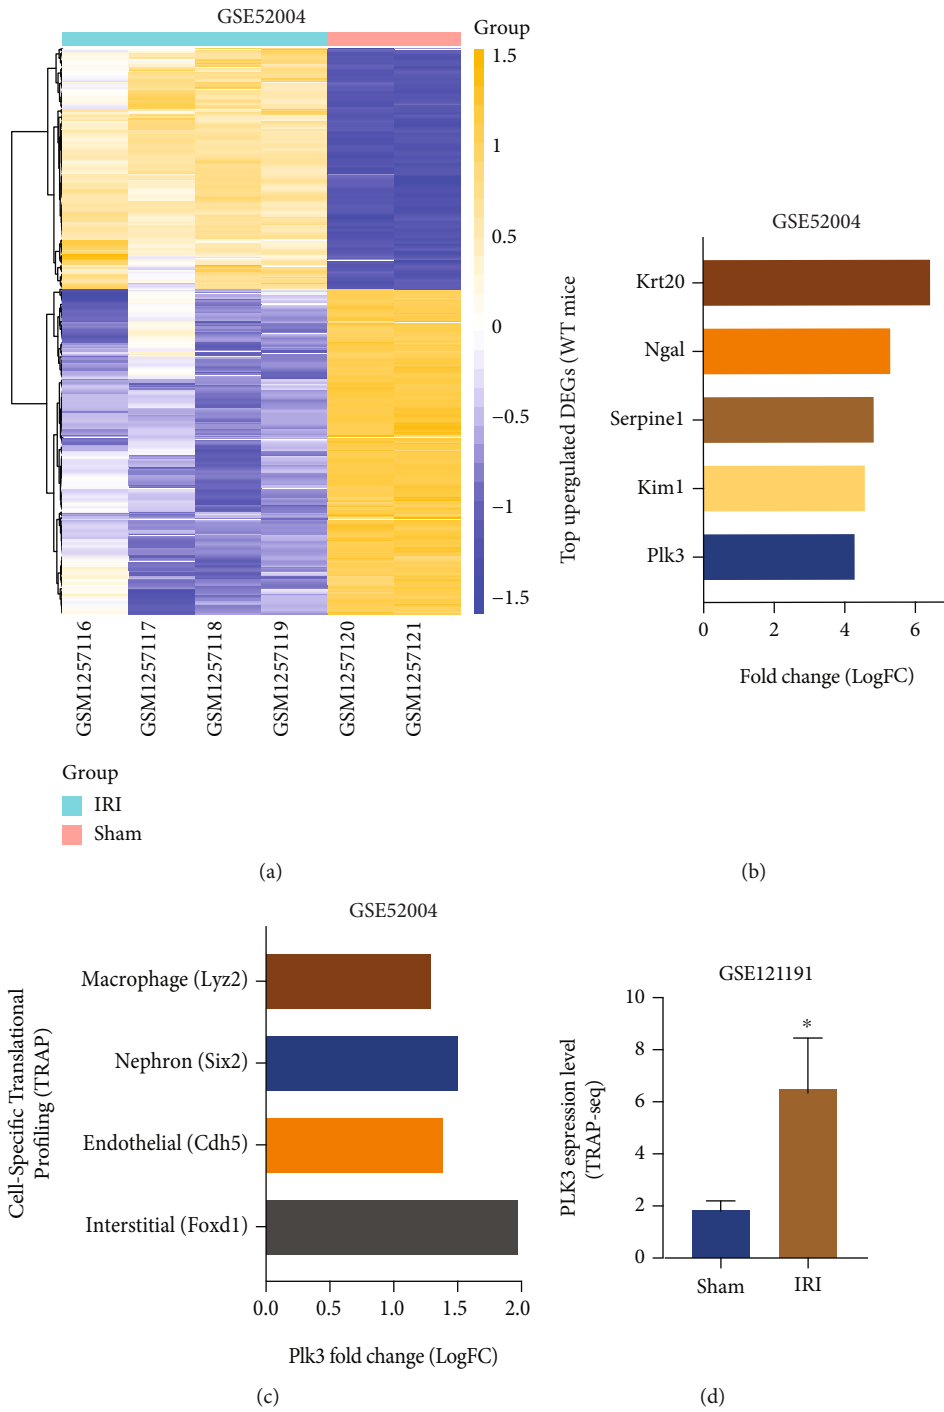 GSE52004
Group
1.5
1
0.5
0
−0.5
−1
−1.5
GSM1257116
GSM1257117
GSM1257118
GSM1257119
GSM1257120
GSM1257121
Group
IRI
Sham
(a)
GSE52004
Top upergulated DEGs (WT mice
Krt20
Ngal
Serpine1
Kim1
Plk3
0 2 4 6
Fold change (LogFC)
(b)
GSE52004
Cell-Specific Translational
Profiling (TRAP)
Macrophage (Lyz2)
Nephron (Six2)
Endothelial (Cdh5)
Interstitial (Foxd1)
0.0 0.5 1.0 1.5 2.0
Plk3 fold change (LogFC)
(c)
GSE121191
PLK3 espression level
(TRAP-seq)
10
8
6
4
2
0
*
Sham IRI
(d)